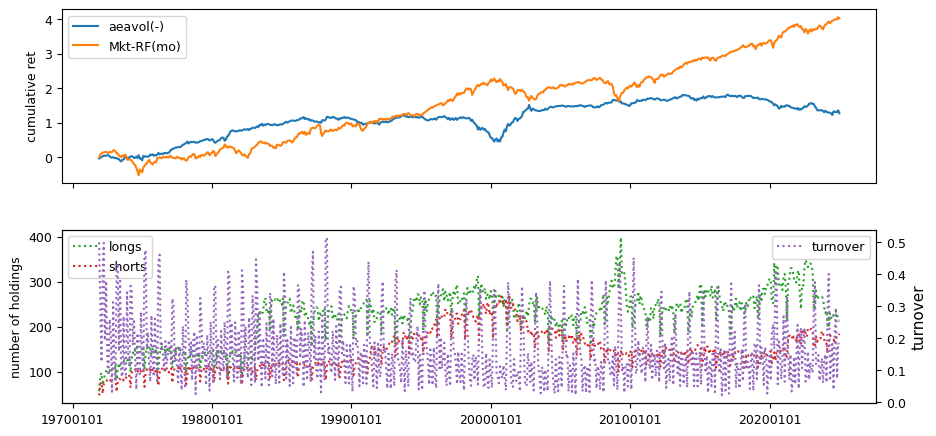 4
3
2
1
0
cumulative ret
aeavol(-)
Mkt-RF(mo)
400
300
200
100
number of holdings
longs
shorts
turnover
0.5
0.4
0.3
0.2
0.1
0.0
turnover
19700101 19800101 19900101 20000101 20100101 20200101